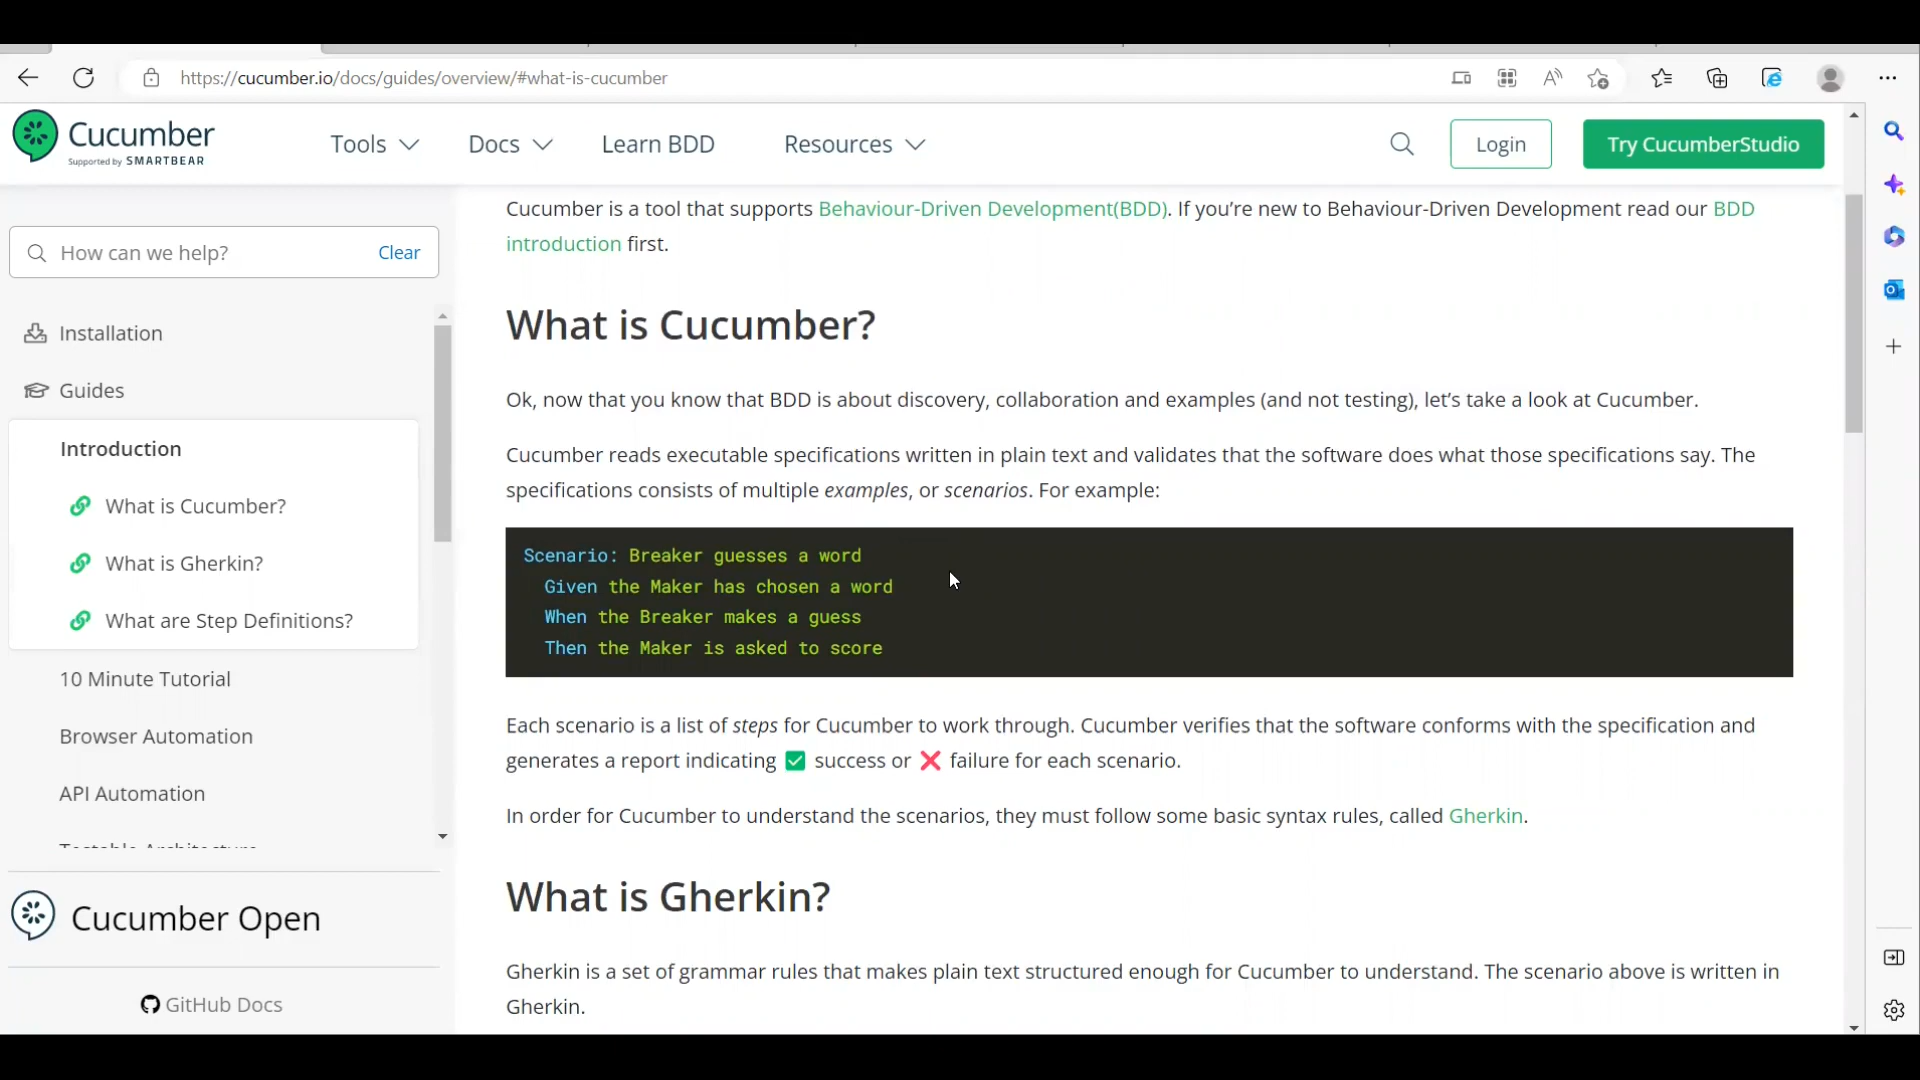 https://cucumber.io/docs/guides/overview/#what-is-cucumber
Cucumber
Supported by SMARTBEAR
Tools
Docs
Learn BDD
Resources
Login
Try CucumberStudio
How can we help?
Clear
Installation
Guides
Introduction
What is Cucumber?
What is Gherkin?
What are Step Definitions?
10 Minute Tutorial
Browser Automation
API Automation
Cucumber Open
GitHub Docs
Cucumber is a tool that supports Behaviour-Driven Development(BDD). If you’re new to Behaviour-Driven Development read our BDD
introduction first.
What is Cucumber?
Ok, now that you know that BDD is about discovery, collaboration and examples (and not testing), let’s take a look at Cucumber.
Cucumber reads executable specifications written in plain text and validates that the software does what those specifications say. The
specifications consists of multiple examples, or scenarios. For example:
Scenario: Breaker guesses a word
Given the Maker has chosen a word
When the Breaker makes a guess
Then the Maker is asked to score
Each scenario is a list of steps for Cucumber to work through. Cucumber verifies that the software conforms with the specification and
generates a report indicating ✅ success or ❌ failure for each scenario.
In order for Cucumber to understand the scenarios, they must follow some basic syntax rules, called Gherkin.
What is Gherkin?
Gherkin is a set of grammar rules that makes plain text structured enough for Cucumber to understand. The scenario above is written in
Gherkin.